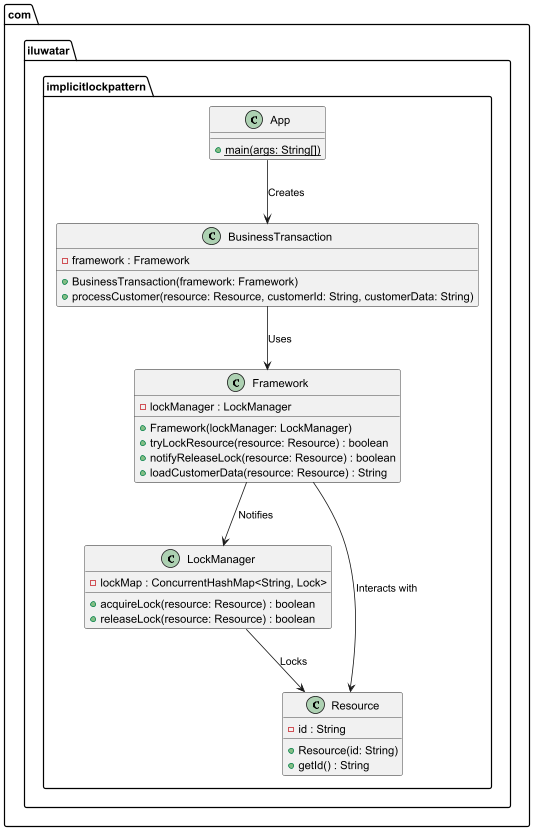 com
iluwatar
implicitlockpattern
C App
main(args: String[])
Creates
C BusinessTransaction
framework : Framework
BusinessTransaction(framework: Framework)
processCustomer(resource: Resource, customerId: String, customerData: String)
Uses
C Framework
lockManager : LockManager
Framework(lockManager: LockManager)
tryLockResource(resource: Resource) : boolean
notifyReleaseLock(resource: Resource) : boolean
loadCustomerData(resource: Resource) : String
Notifies
C LockManager
lockMap : ConcurrentHashMap<String, Lock>
acquireLock(resource: Resource) : boolean
releaseLock(resource: Resource) : boolean
Interacts with
Locks
C Resource
id : String
Resource(id: String)
getId() : String